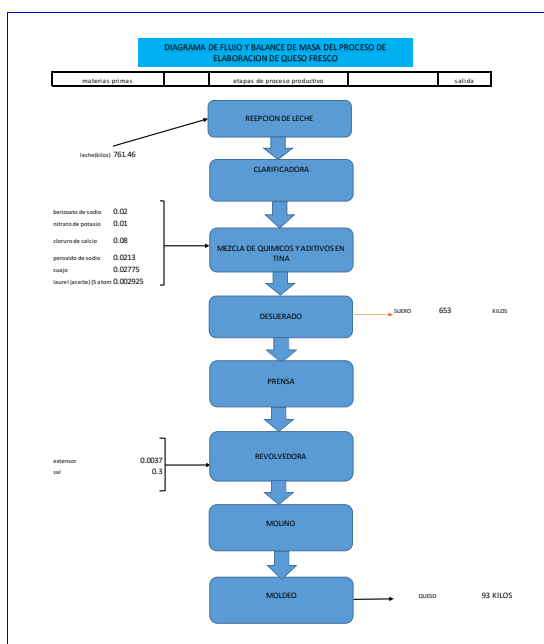 DIAGRAMA DE FLUJO Y BALANCE DE MASA DEL PROCESO DE
ELABORACION DE QUESO FRESCO
materias primas etapas de proceso productivo salida
REEPCION DE LECHE
leche(kilos) 761.46
CLARIFICADORA
benzoato de sodio 0.02
nitrato de potasio 0.01
cloruro de calcio 0.08
MEZCLA DE QUIMICOS Y ADITIVOS EN
TINA
peroxido de sodio 0.0213
cuajo 0.02775
laurel (aceite) (S atom 0.002925
DESUERADO
SUERO 653 KILOS
PRENSA
REVOLVEDORA
extensor 0.0037
sal 0.3
MOLINO
MOLDEO
QUESO 93 KILOS